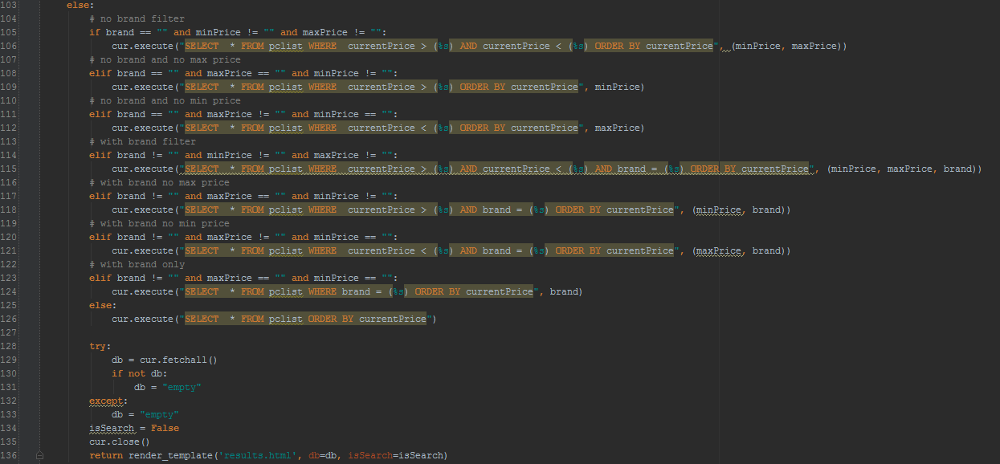 103 else:
104 # no brand filter
105 if brand == "" and minPrice != "" and maxPrice != "":
106 cur.execute("SELECT * FROM pclist WHERE currentPrice > (%s) AND currentPrice < (%s) ORDER BY currentPrice", (minPrice, maxPrice))
107 # no brand and no max price
108 elif brand == "" and maxPrice == "" and minPrice != "":
109 cur.execute("SELECT * FROM pclist WHERE currentPrice > (%s) ORDER BY currentPrice", minPrice)
110 # no brand and no min price
111 elif brand == "" and maxPrice != "" and minPrice == "":
112 cur.execute("SELECT * FROM pclist WHERE currentPrice < (%s) ORDER BY currentPrice", maxPrice)
113 # with brand filter
114 elif brand != "" and minPrice != "" and maxPrice != "":
115 cur.execute("SELECT * FROM pclist WHERE currentPrice > (%s) AND currentPrice < (%s) AND brand = (%s) ORDER BY currentPrice", (minPrice, maxPrice, brand))
116 # with brand no max price
117 elif brand != "" and maxPrice == "" and minPrice != "":
118 cur.execute("SELECT * FROM pclist WHERE currentPrice > (%s) AND brand = (%s) ORDER BY currentPrice", (minPrice, brand))
119 # with brand no min price
120 elif brand != "" and maxPrice != "" and minPrice == "":
121 cur.execute("SELECT * FROM pclist WHERE currentPrice < (%s) AND brand = (%s) ORDER BY currentPrice", (maxPrice, brand))
122 # with brand only
123 elif brand != "" and maxPrice == "" and minPrice == "":
124 cur.execute("SELECT * FROM pclist WHERE brand = (%s) ORDER BY currentPrice", brand)
125 else:
126 cur.execute("SELECT * FROM pclist ORDER BY currentPrice")
127
128 try:
129 db = cur.fetchall()
130 if not db:
131 db = "empty"
132 except:
133 db = "empty"
134 isSearch = False
135 cur.close()
136 return render_template('results.html', db=db, isSearch=isSearch)